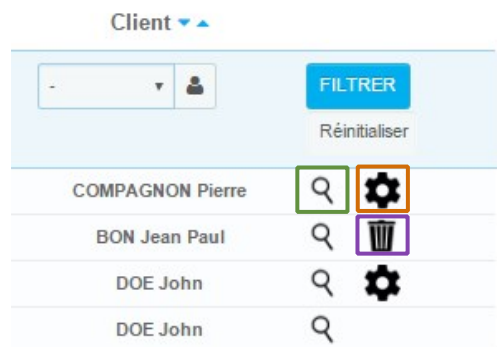 Client
-
FILTRER
Réinitialiser
COMPAGNON Pierre
BON Jean Paul
DOE John
DOE John